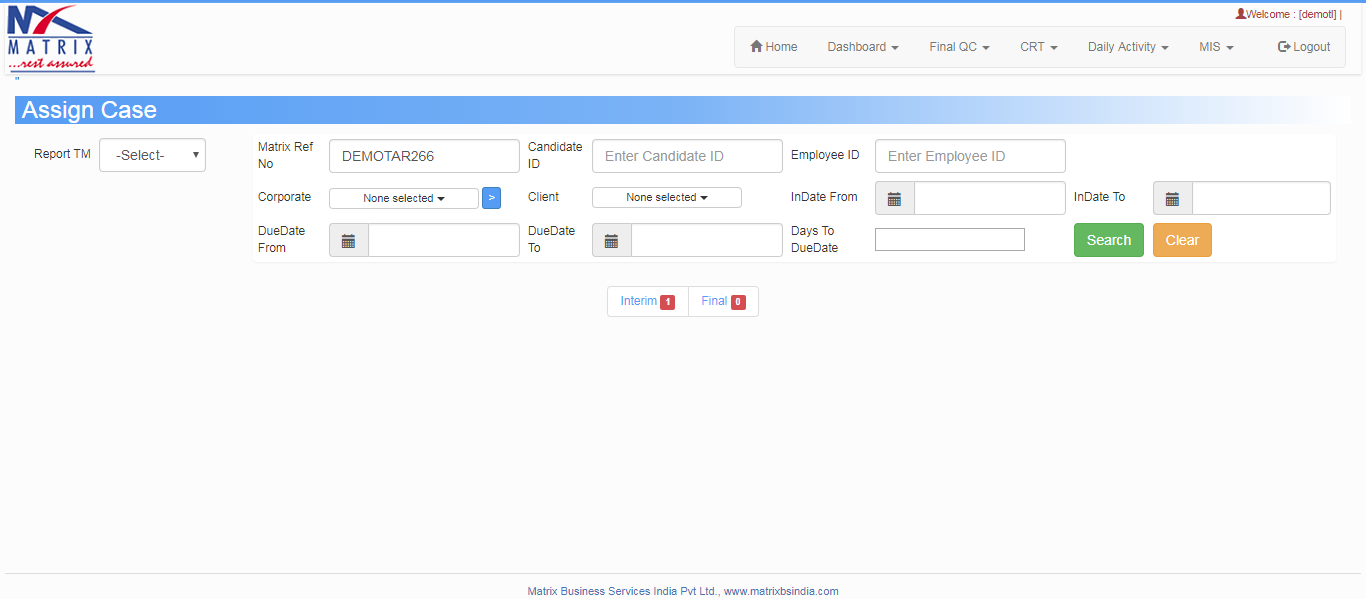 MATRIX
...rest assured
Welcome : [demotl] |
Home Dashboard Final QC CRT Daily Activity MIS Logout
"
Assign Case
Report TM -Select- Matrix Ref No DEMOTAR266 Candidate ID Enter Candidate ID Employee ID Enter Employee ID
Corporate None selected > Client None selected InDate From InDate To
DueDate From DueDate To Days To DueDate Search Clear
Interim 1 Final 0
Matrix Business Services India Pvt Ltd., www.matrixbsindia.com